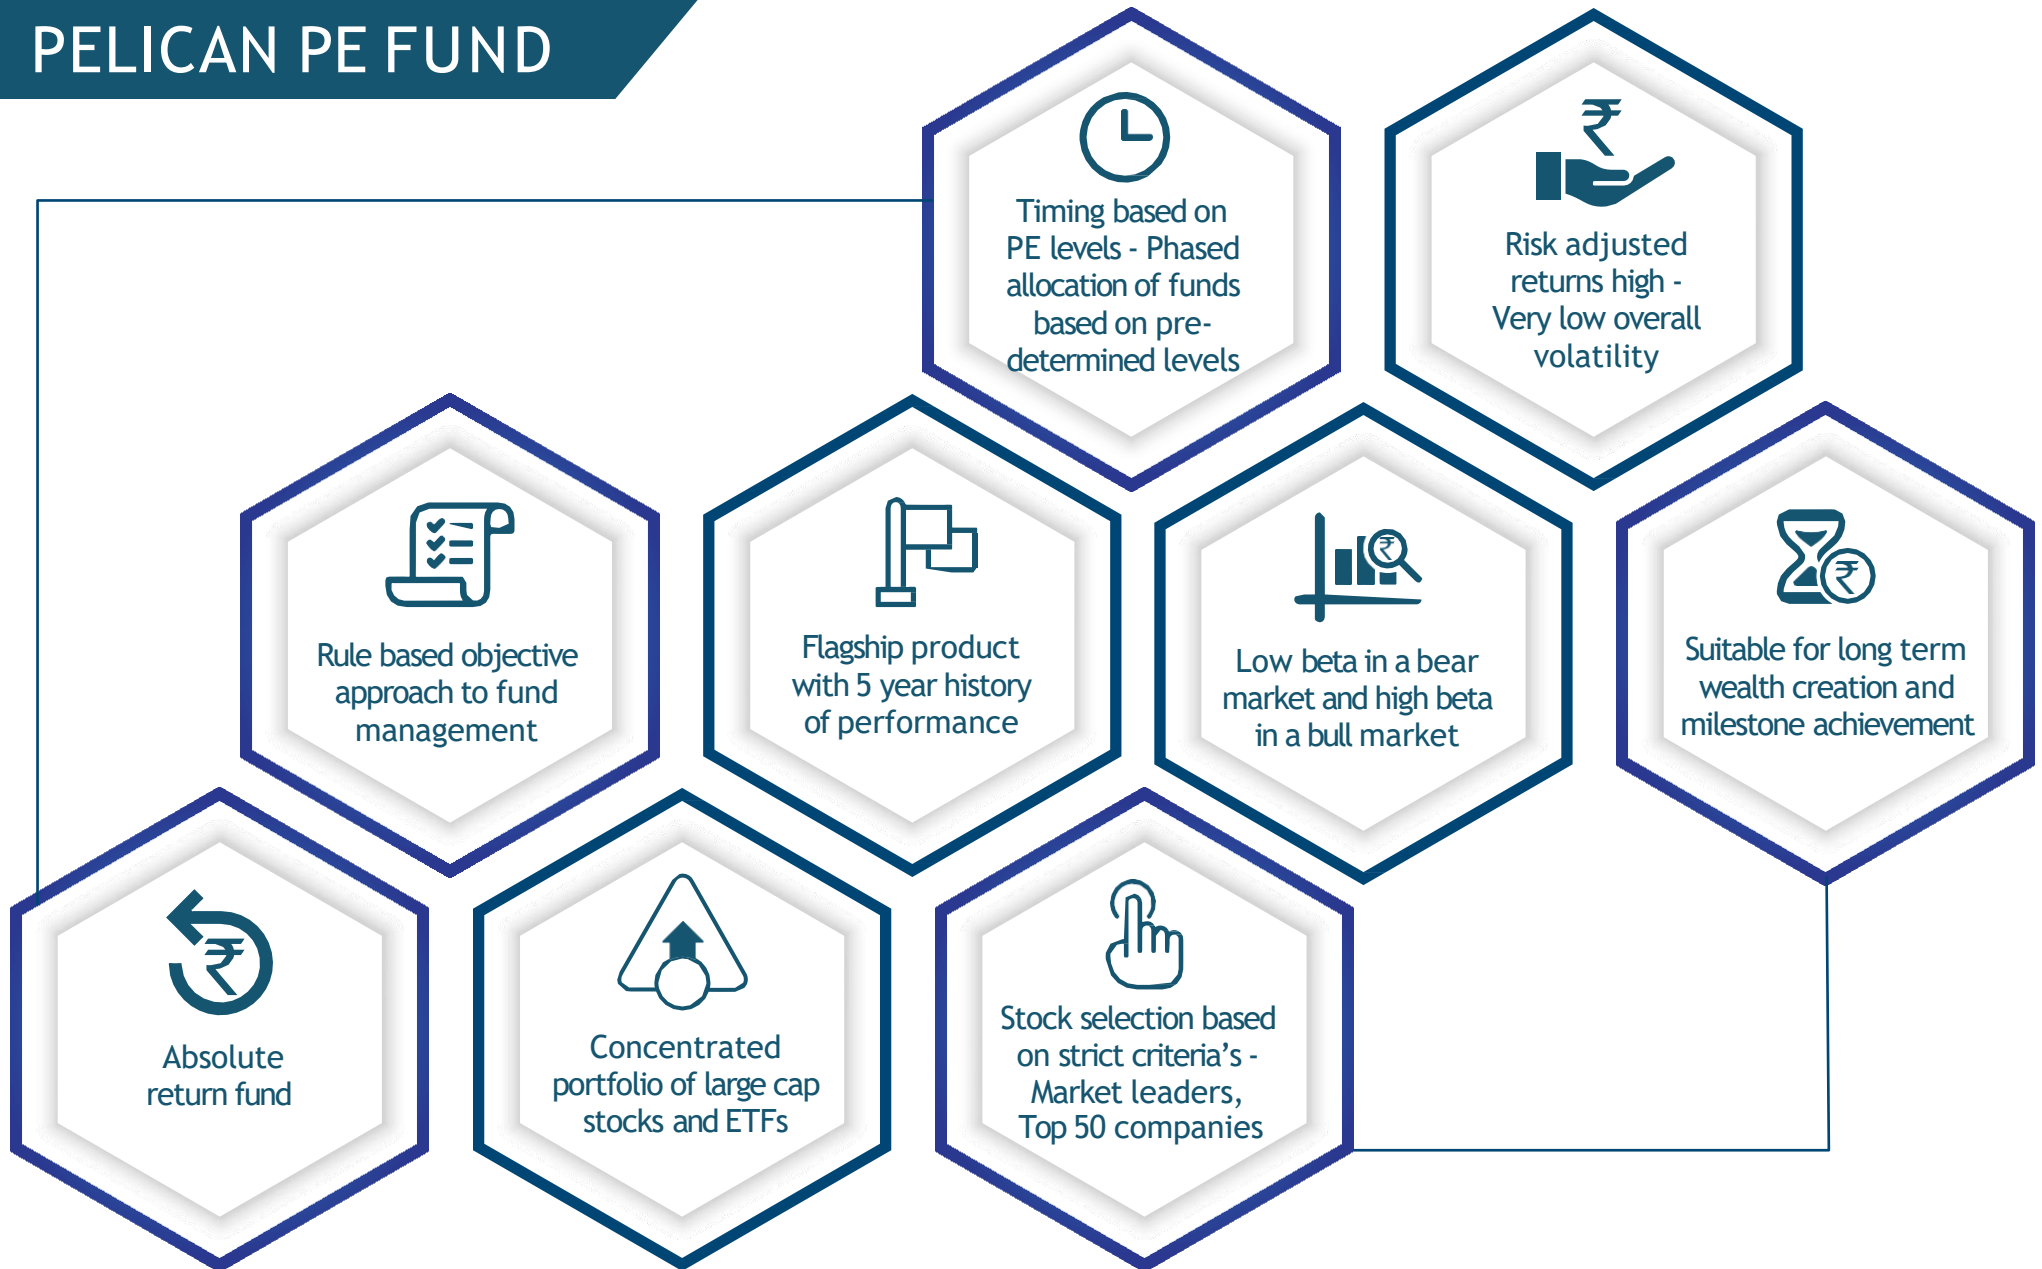 PELICAN PE FUND
Timing based on
PE levels - Phased
allocation of funds
based on pre-
determined levels
₹
Risk adjusted
returns high -
Very low overall
volatility
Rule based objective
approach to fund
management
Flagship product
with 5 year history
of performance
₹
Low beta in a bear
market and high beta
in a bull market
₹
Suitable for long term
wealth creation and
milestone achievement
₹
Absolute
return fund
Concentrated
portfolio of large cap
stocks and ETFs
Stock selection based
on strict criteria’s -
Market leaders,
Top 50 companies